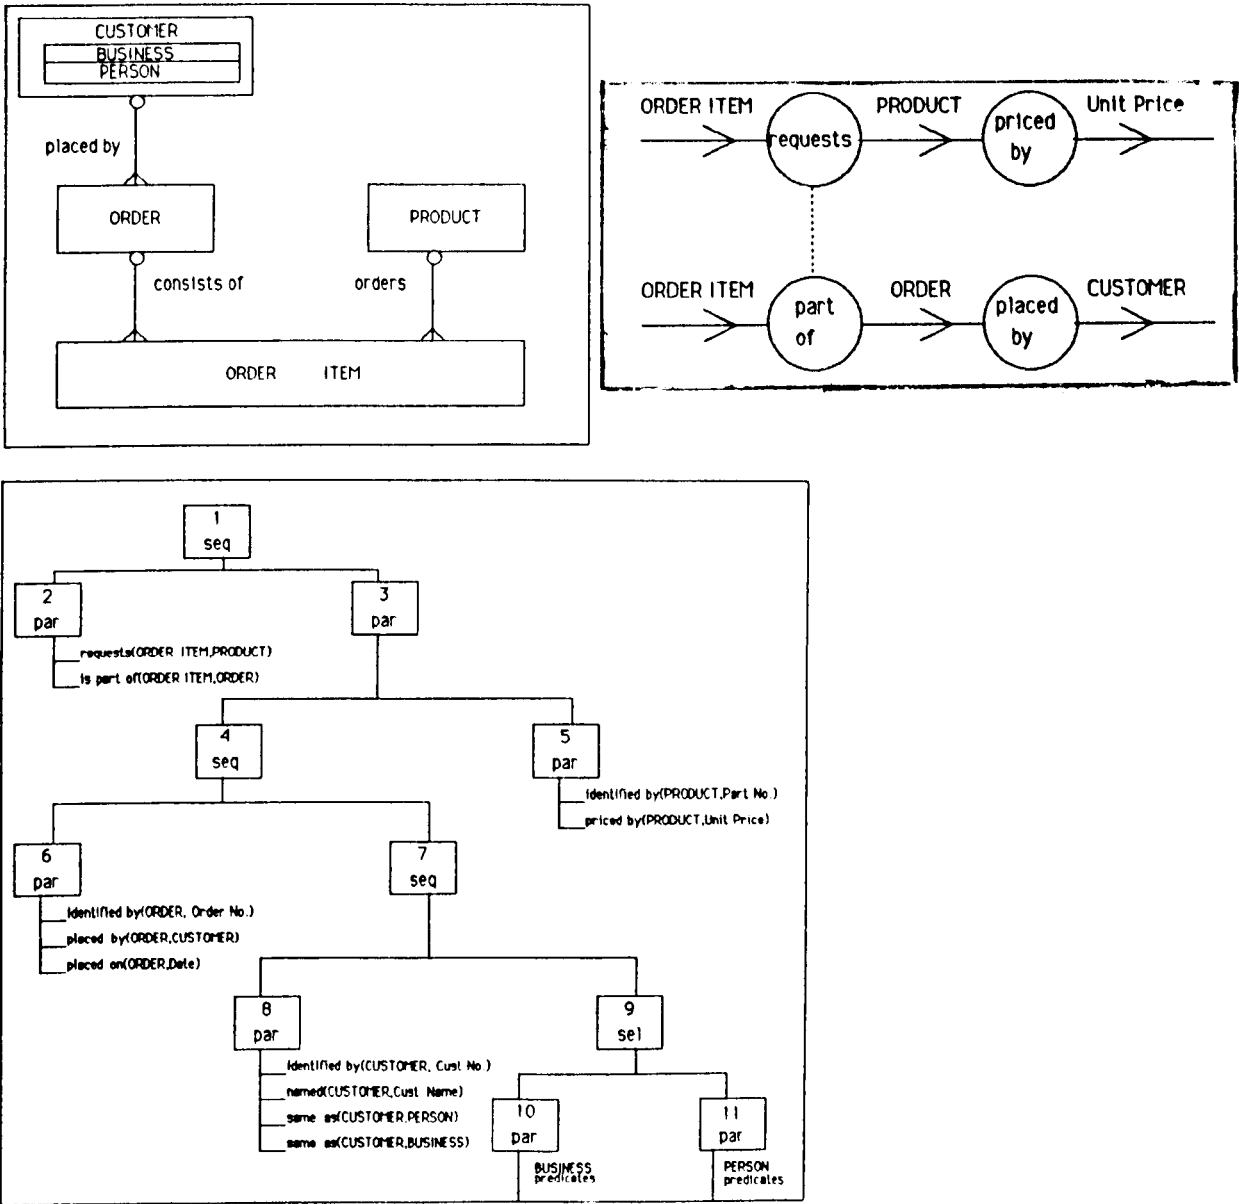 CUSTOMER
BUSINESS
PERSON
placed by
ORDER
PRODUCT
consists of
orders
ORDER ITEM
ORDER ITEM
requests
PRODUCT
priced
by
Unit Price
ORDER ITEM
part
of
ORDER
placed
by
CUSTOMER
1
seq
2
par
3
par
requests(ORDER ITEM,PRODUCT)
is part of(ORDER ITEM,ORDER)
4
seq
5
par
identified by(PRODUCT,Part No.)
priced by(PRODUCT,Unit Price)
6
par
7
seq
identified by(ORDER, Order No.)
placed by(ORDER,CUSTOMER)
placed on(ORDER,Date)
8
par
9
sel
identified by(CUSTOMER, Cust No.)
named(CUSTOMER,Cust Name)
same as(CUSTOMER,PERSON)
same as(CUSTOMER,BUSINESS)
10
par
11
par
BUSINESS
predicates
PERSON
predicates